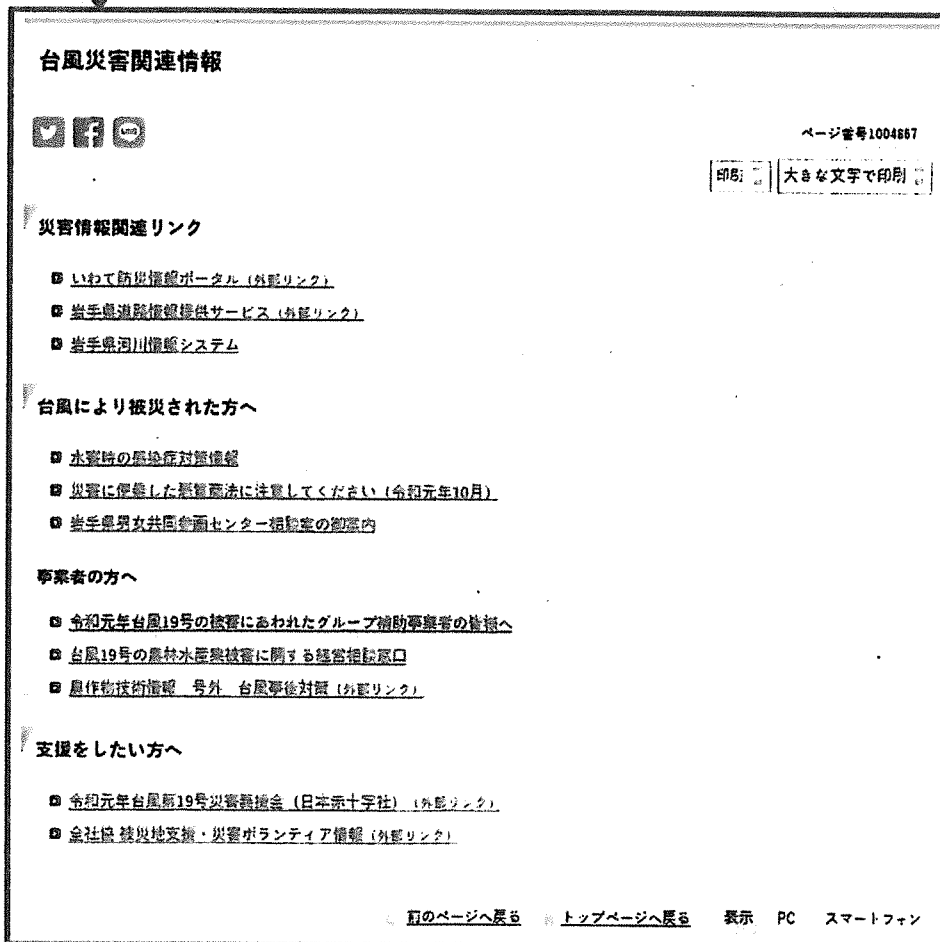 台風災害関連情報
ページ番号1004667
印刷
大きな文字で印刷
災害情報関連リンク
いわて防災情報ポータル（外部リンク）
岩手県道路情報提供サービス（外部リンク）
岩手県河川情報システム
台風により被災された方へ
水害時の感染症対策情報
災害に便乗した悪質商法に注意してください（令和元年10月）
岩手県男女共同参画センター相談室の御案内
事業者の方へ
令和元年台風19号の被害にあわれたグループ補助事業者の皆様へ
台風19号の農林水産業被害に関する経営相談窓口
農作物技術情報　号外　台風事後対策（外部リンク）
支援をしたい方へ
令和元年台風第19号災害義援金（日本赤十字社）（外部リンク）
全社協 被災地支援・災害ボランティア情報（外部リンク）
前のページへ戻る　トップページへ戻る　表示　PC　スマートフォン